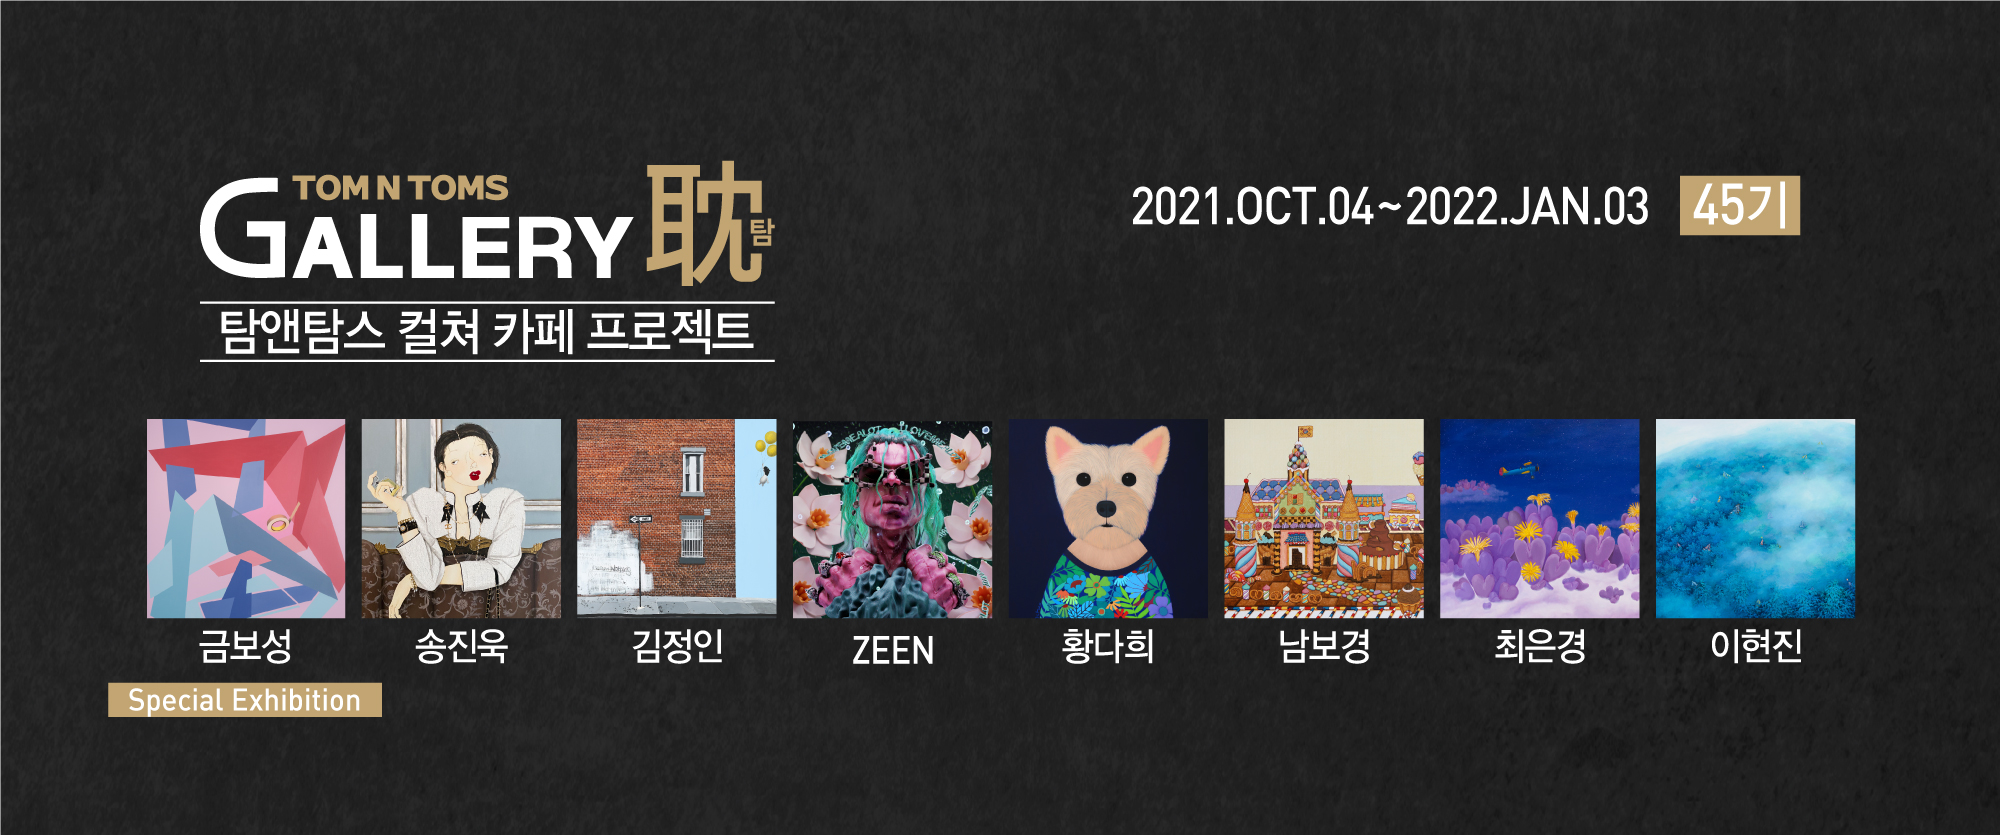 TOM N TOMS
GALLERY 耽 탐
탐앤탐스 컬쳐 카페 프로젝트
2021.OCT.04~2022.JAN.03 45기
금보성 송진욱 김정인 ZEEN 황다희 남보경 최은경 이현진
Special Exhibition